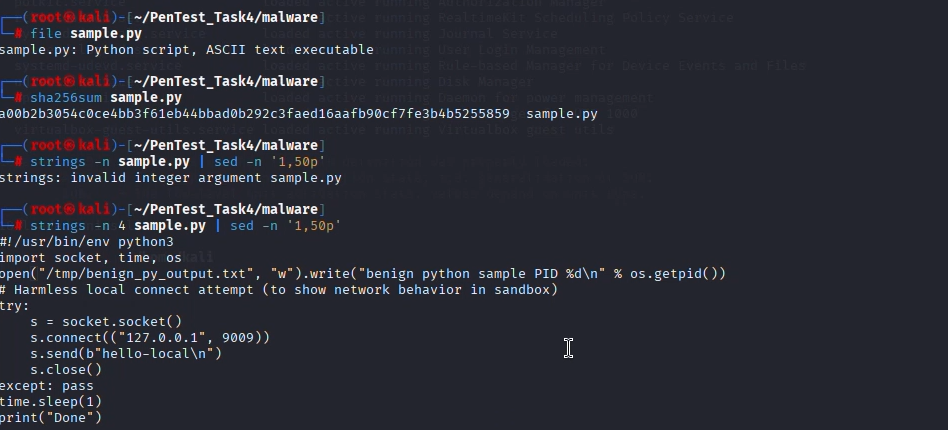 ┌──(root㉿kali)-[~/PenTest_Task4/malware]
└─# file sample.py
sample.py: Python script, ASCII text executable
┌──(root㉿kali)-[~/PenTest_Task4/malware]
└─# sha256sum sample.py
a00b2b3054c0ce4bb3f61eb44bbad0b292c3faed16aafb90cf7fe3b4b5255859  sample.py
┌──(root㉿kali)-[~/PenTest_Task4/malware]
└─# strings -n sample.py | sed -n '1,50p'
strings: invalid integer argument sample.py
┌──(root㉿kali)-[~/PenTest_Task4/malware]
└─# strings -n 4 sample.py | sed -n '1,50p'
#!/usr/bin/env python3
import socket, time, os
open("/tmp/benign_py_output.txt", "w").write("benign python sample PID %d\n" % os.getpid())
# Harmless local connect attempt (to show network behavior in sandbox)
try:
    s = socket.socket()
    s.connect(("127.0.0.1", 9009))
    s.send(b"hello-local\n")
    s.close()
except: pass
time.sleep(1)
print("Done")